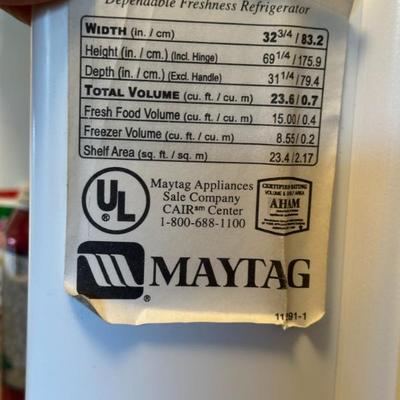 Dependable Freshness Refrigerator
WIDTH (in. / cm) 32 3/4 / 83.2
Height (in. / cm) (Incl. Hinge) 69 1/4 / 175.9
Depth (in. / cm) (Excl. Handle) 31 1/4 / 79.4
TOTAL VOLUME (cu. ft. / cu. m) 23.6 / 0.7
Fresh Food Volume (cu. ft. / cu. m) 15.00 / 0.4
Freezer Volume (cu. ft. / cu. m) 8.55 / 0.2
Shelf Area (sq. ft. / sq. m) 23.4 / 2.17
UL
®
Maytag Appliances
Sale Company
CAIR℠ Center
1-800-688-1100
CERTIFIED RATING
AHAM
MAYTAG
®